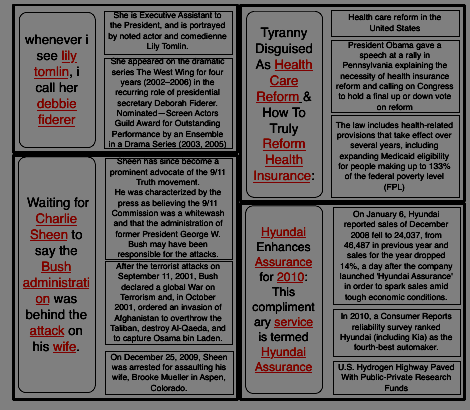 whenever i
see lily
tomlin, i
call her
debbie
fiderer
She is Executive Assistant to
the President, and is portrayed
by noted actor and comedienne
Lily Tomlin.
She appeared on the dramatic
series The West Wing for four
years (2002–2006) in the
recurring role of presidential
secretary Deborah Fiderer.
Nominated—Screen Actors
Guild Award for Outstanding
Performance by an Ensemble
in a Drama Series (2003, 2005)
Waiting for
Charlie
Sheen to
say the
Bush
administrati
on was
behind the
attack on
his wife.
Sheen has since become a
prominent advocate of the 9/11
Truth movement.
He was characterized by the
press as believing the 9/11
Commission was a whitewash
and that the administration of
former President George W.
Bush may have been
responsible for the attacks.
After the terrorist attacks on
September 11, 2001, Bush
declared a global War on
Terrorism and, in October
2001, ordered an invasion of
Afghanistan to overthrow the
Taliban, destroy Al-Qaeda, and
to capture Osama bin Laden.
On December 25, 2009, Sheen
was arrested for assaulting his
wife, Brooke Mueller in Aspen,
Colorado.
Tyranny
Disguised
As Health
Care
Reform &
How To
Truly
Reform
Health
Insurance:
Health care reform in the
United States
President Obama gave a
speech at a rally in
Pennsylvania explaining the
necessity of health insurance
reform and calling on Congress
to hold a final up or down vote
on reform
The law includes health-related
provisions that take effect over
several years, including
expanding Medicaid eligibility
for people making up to 133%
of the federal poverty level
(FPL)
Hyundai
Enhances
Assurance
for 2010:
This
compliment
ary service
is termed
Hyundai
Assurance
On January 6, Hyundai
reported sales of December
2008 fell to 24,037, from
46,487 in previous year and
sales for the year dropped
14%, a day after the company
launched 'Hyundai Assurance'
in order to spark sales amid
tough economic conditions.
In 2010, a Consumer Reports
reliability survey ranked
Hyundai (including Kia) as the
fourth-best automaker.
U.S. Hydrogen Highway Paved
With Public-Private Research
Funds